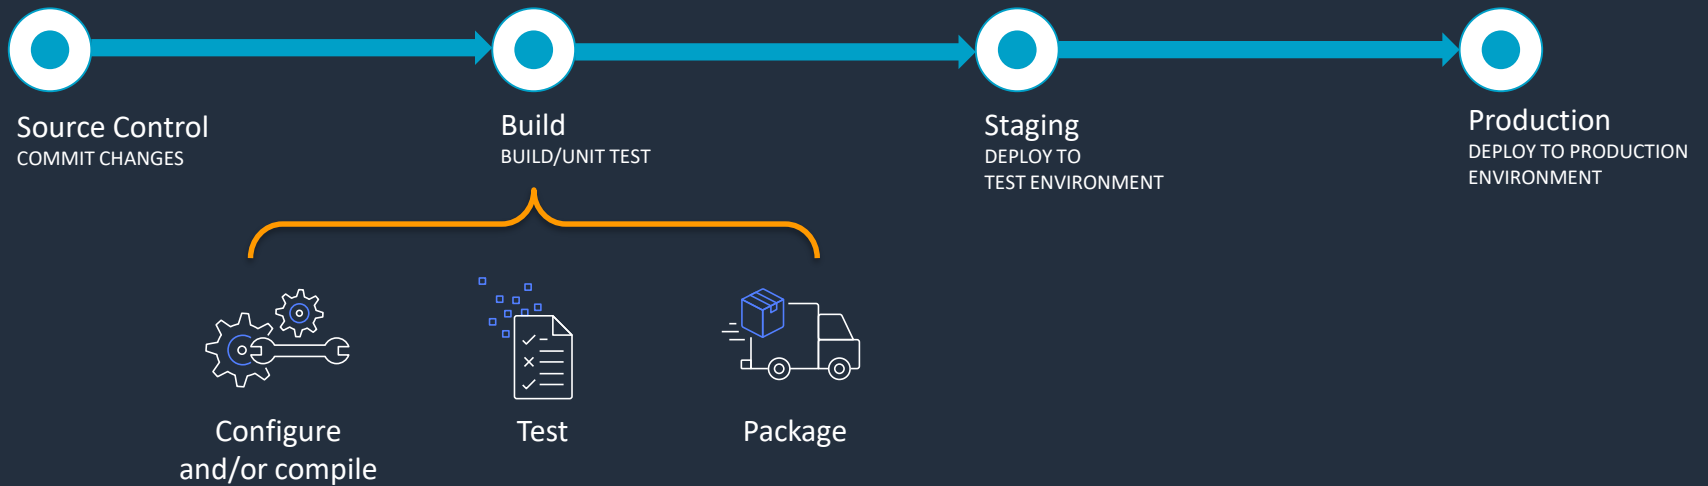 Source Control
COMMIT CHANGES
Build
BUILD/UNIT TEST
Staging
DEPLOY TO
TEST ENVIRONMENT
Production
DEPLOY TO PRODUCTION
ENVIRONMENT
Configure
and/or compile
Test
Package